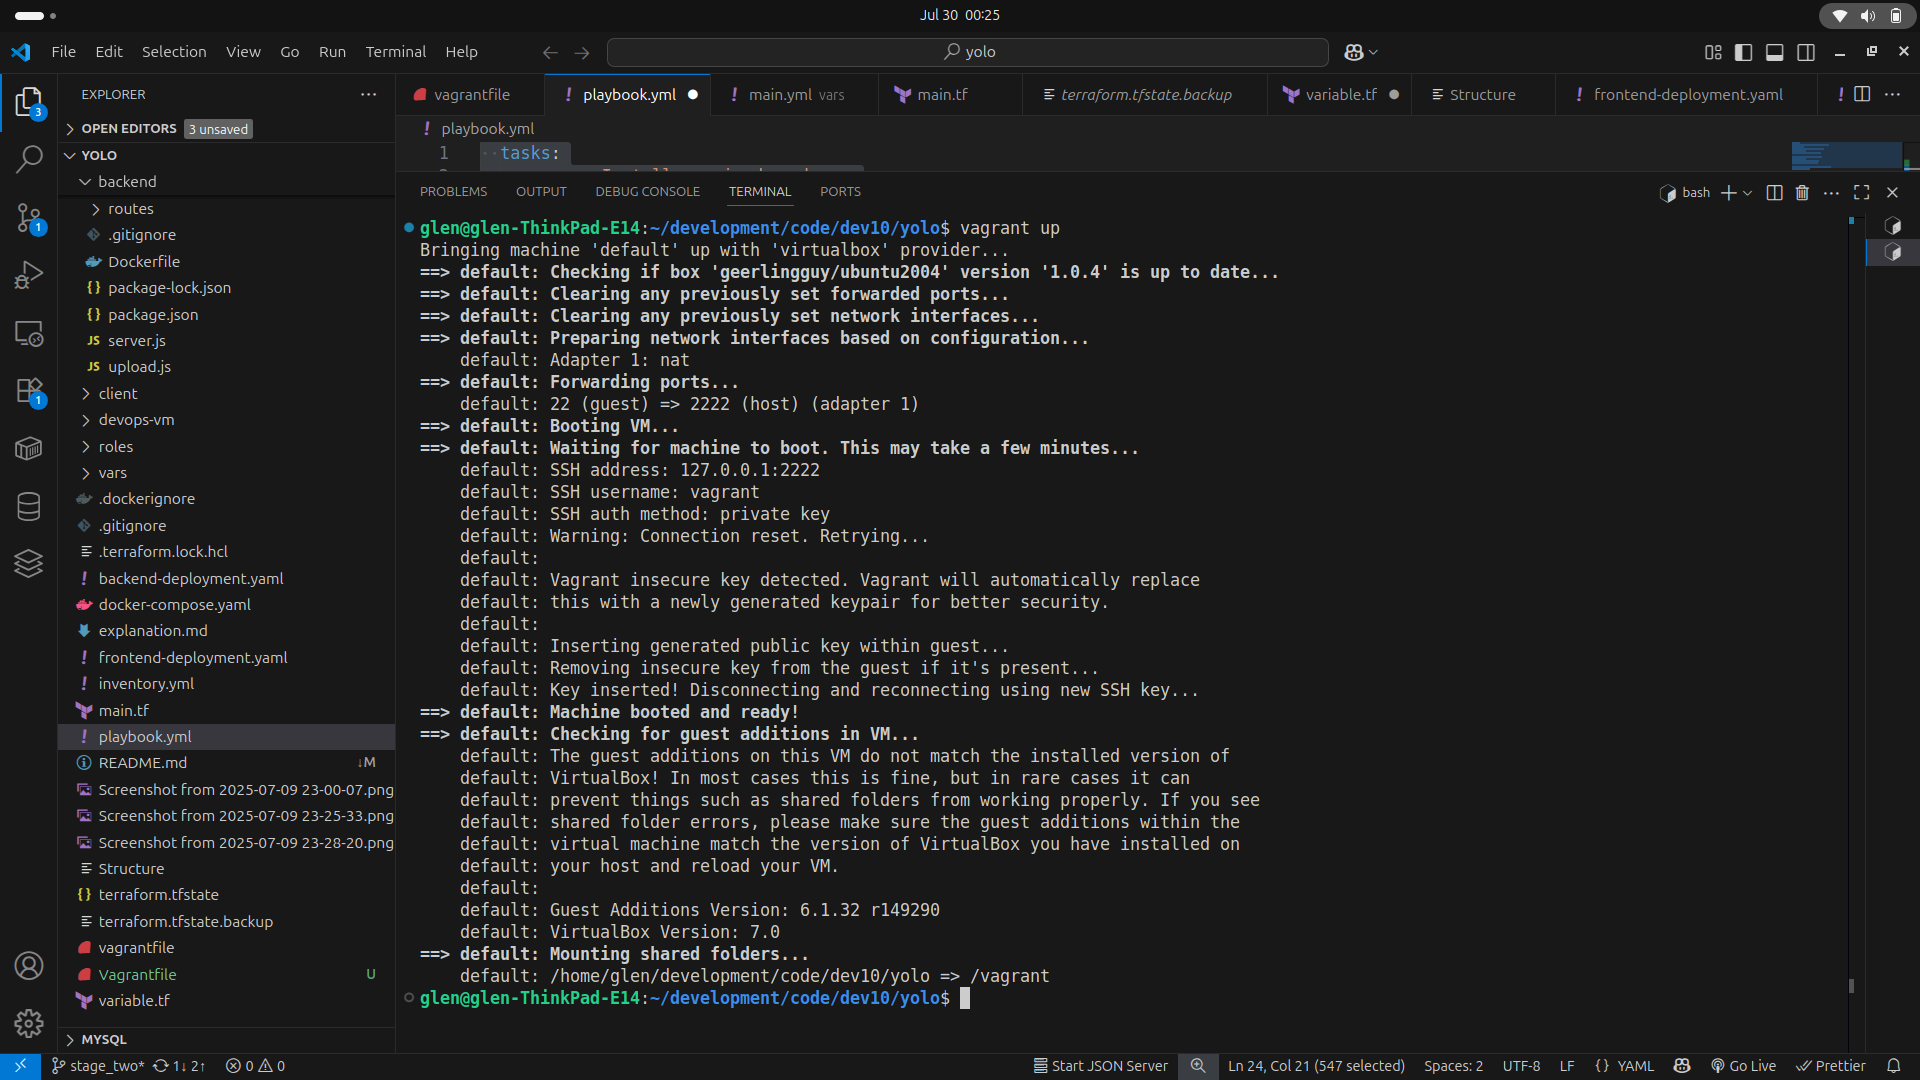 Jul 30 00:25
File Edit Selection View Go Run Terminal Help
yolo
EXPLORER
OPEN EDITORS 3 unsaved
YOLO
backend
routes
.gitignore
Dockerfile
package-lock.json
package.json
server.js
upload.js
client
devops-vm
roles
vars
.dockerignore
.gitignore
.terraform.lock.hcl
backend-deployment.yaml
docker-compose.yaml
explanation.md
frontend-deployment.yaml
inventory.yml
main.tf
playbook.yml
README.md ↓M
Screenshot from 2025-07-09 23-00-07.png
Screenshot from 2025-07-09 23-25-33.png
Screenshot from 2025-07-09 23-28-20.png
Structure
terraform.tfstate
terraform.tfstate.backup
vagrantfile
Vagrantfile U
variable.tf
MYSQL
3
1
1
vagrantfile playbook.yml main.yml vars main.tf terraform.tfstate.backup variable.tf Structure frontend-deployment.yaml
playbook.yml
1 tasks:
PROBLEMS OUTPUT DEBUG CONSOLE TERMINAL PORTS
bash
glen@glen-ThinkPad-E14:~/development/code/dev10/yolo$ vagrant up
Bringing machine 'default' up with 'virtualbox' provider...
==> default: Checking if box 'geerlingguy/ubuntu2004' version '1.0.4' is up to date...
==> default: Clearing any previously set forwarded ports...
==> default: Clearing any previously set network interfaces...
==> default: Preparing network interfaces based on configuration...
default: Adapter 1: nat
==> default: Forwarding ports...
default: 22 (guest) => 2222 (host) (adapter 1)
==> default: Booting VM...
==> default: Waiting for machine to boot. This may take a few minutes...
default: SSH address: 127.0.0.1:2222
default: SSH username: vagrant
default: SSH auth method: private key
default: Warning: Connection reset. Retrying...
default:
default: Vagrant insecure key detected. Vagrant will automatically replace
default: this with a newly generated keypair for better security.
default:
default: Inserting generated public key within guest...
default: Removing insecure key from the guest if it's present...
default: Key inserted! Disconnecting and reconnecting using new SSH key...
==> default: Machine booted and ready!
==> default: Checking for guest additions in VM...
default: The guest additions on this VM do not match the installed version of
default: VirtualBox! In most cases this is fine, but in rare cases it can
default: prevent things such as shared folders from working properly. If you see
default: shared folder errors, please make sure the guest additions within the
default: virtual machine match the version of VirtualBox you have installed on
default: your host and reload your VM.
default:
default: Guest Additions Version: 6.1.32 r149290
default: VirtualBox Version: 7.0
==> default: Mounting shared folders...
default: /home/glen/development/code/dev10/yolo => /vagrant
glen@glen-ThinkPad-E14:~/development/code/dev10/yolo$
stage_two* 1↓ 2↑ 0 0 Start JSON Server Ln 24, Col 21 (547 selected) Spaces: 2 UTF-8 LF { } YAML Go Live Prettier